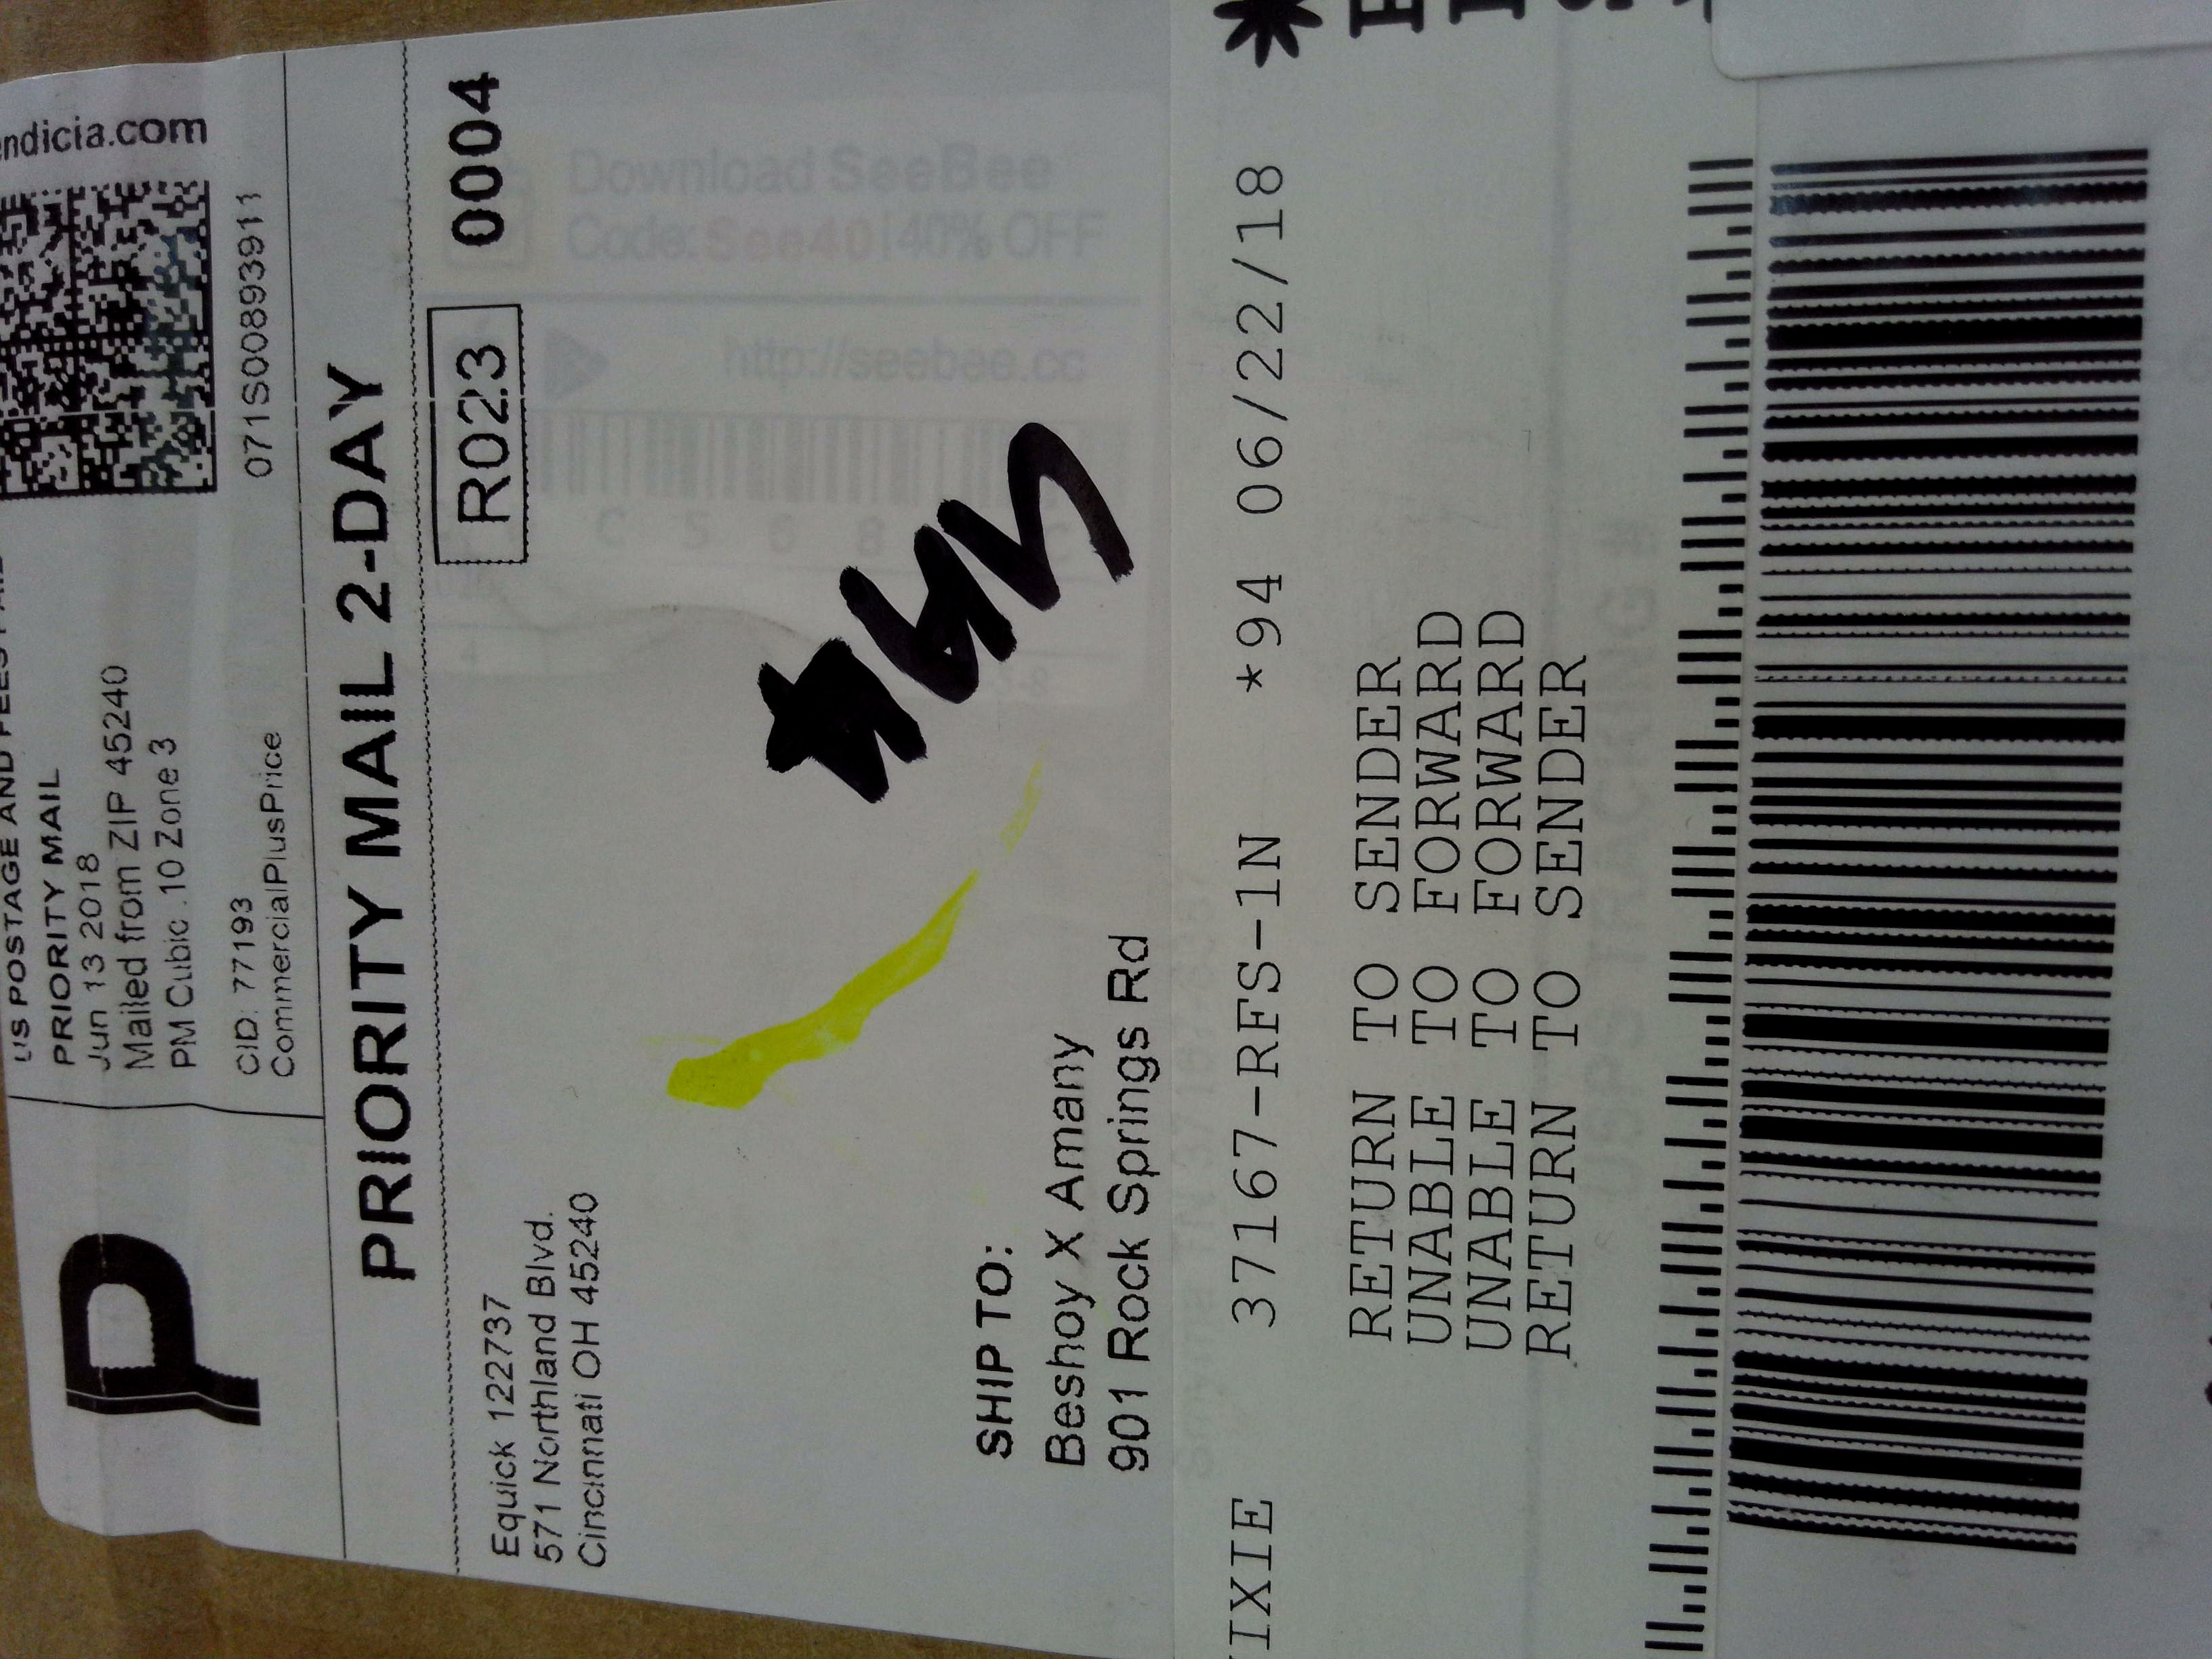 P
US POSTAGE AND FEES PAID
PRIORITY MAIL
Jun 13 2018
Mailed from ZIP 45240
PM Cubic .10 Zone 3
CID: 77193
CommercialPlusPrice
endicia.com
071S00893911
PRIORITY MAIL 2-DAY
Equick 122737
571 Northland Blvd.
Cincinnati OH 45240
R023
0004
Download SeeBee
Code:See40|40% OFF
http://seebee.cc
SHIP TO:
Beshoy X Amany
901 Rock Springs Rd
IXIE 37167-RFS-1N *94 06/22/18
RETURN TO SENDER
UNABLE TO FORWARD
UNABLE TO FORWARD
RETURN TO SENDER
USPS TRACKING #